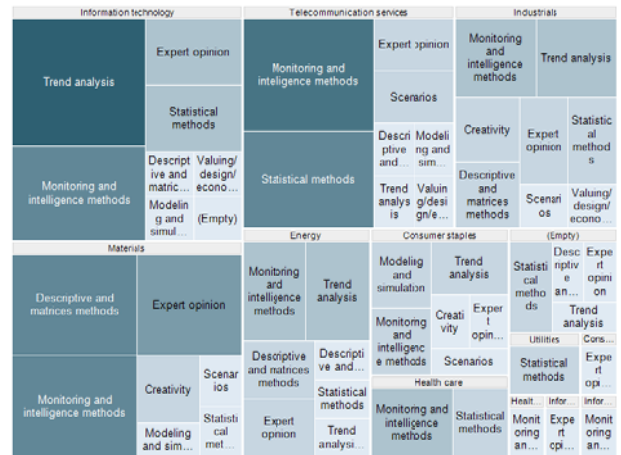 Information technology
Trend analysis
Expert opinion
Statistical
methods
Monitoring and
intelligence methods
Descript
ive and
matric...
Valuing/
design/
econo...
Modelin
g and
simul...
(Empty)
Telecommunication services
Monitoring and
inteligence methods
Expert opinion
Scenarios
Statistical methods
Descri
ptive
and...
Modeli
ng and
sim...
Trend
analys
is
Valuin
g/desi
gn/e...
Industrials
Monitoring
and
intelligence
methods
Trend analysis
Creativity
Expert
opinion
Statistic
al
method
s
Descriptive
and
matrices
methods
Scenari
os
Valuing/
design/
econo...
Materials
Descriptive and
matrices methods
Expert opinion
Monitoring and
intelligence methods
Creativity
Scenar
ios
Modeling
and sim...
Statisti
cal
met...
Energy
Monitoring
and
intelligence
methods
Trend
analysis
Descriptive
and matrices
methods
Descripti
ve and...
Statistical
methods
Expert
opinion
Trend
analysi...
Consumer staples
Modeling
and
simulation
Trend
analysis
Monitoring
and
intelligenc
e methods
Creati
vity
Exper
t
opin...
Scenarios
Health care
Monitoring and
intelligence
methods
Statistical
methods
(Empty)
Statisti
cal
metho
ds
Desc
riptiv
e
an...
Expe
rt
opini
on
Trend
analysis
Utilities
Statistical
methods
Cons...
Expe
rt
opi...
Healt...
Monit
oring
an...
Infor...
Expe
rt
opi...
Infor...
Monit
oring
an...